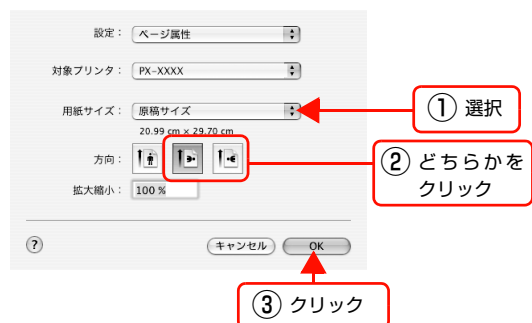 設定： ページ属性
対象プリンタ： PX-XXXX
用紙サイズ： 原稿サイズ
20.99 cm × 29.70 cm
① 選択
方向：
② どちらかを
クリック
拡大縮小： 100 %
? キャンセル OK
③ クリック